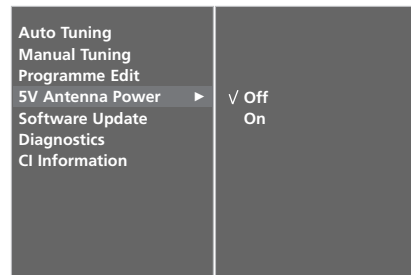 Auto Tuning
Manual Tuning
Programme Edit
5V Antenna Power ►
Software Update
Diagnostics
CI Information
√ Off
On